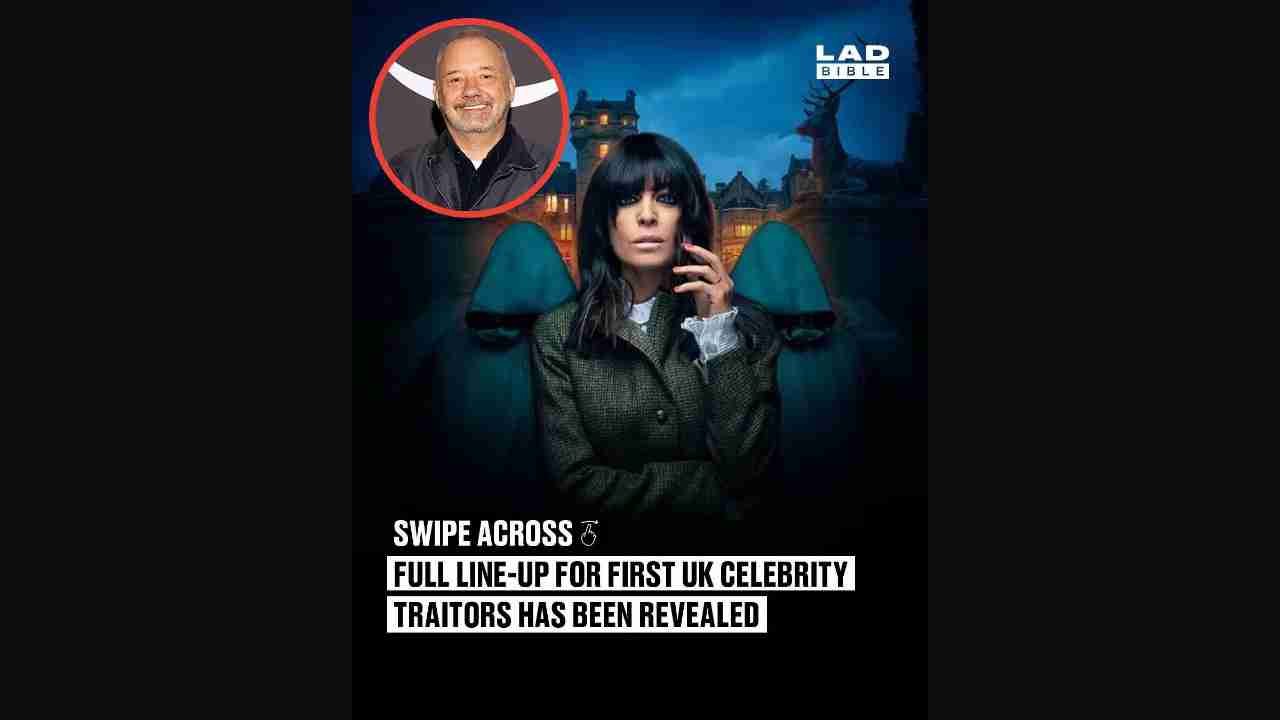 LAD
BIBLE
SWIPE ACROSS
FULL LINE-UP FOR FIRST UK CELEBRITY
TRAITORS HAS BEEN REVEALED